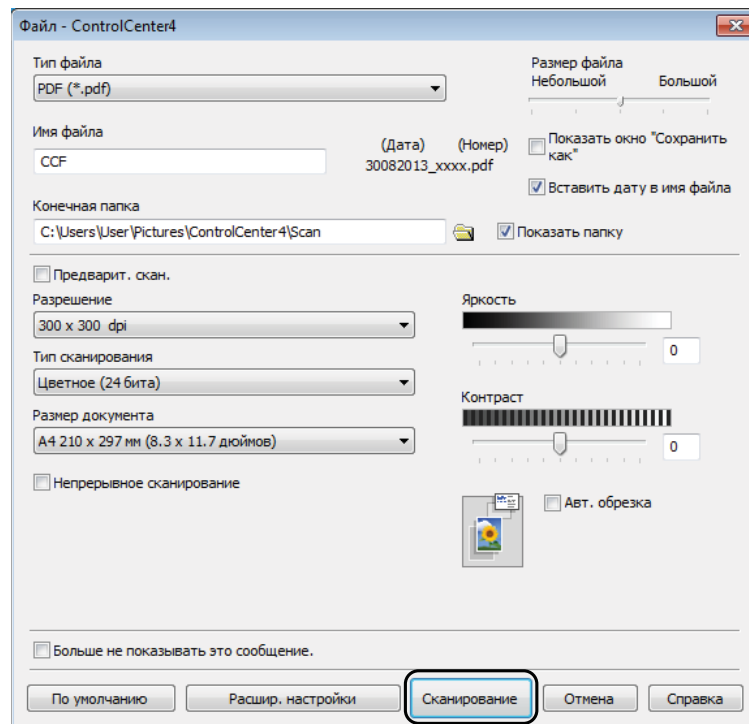 Файл - ControlCenter4
Тип файла
PDF (*.pdf)
Размер файла
Небольшой Большой
Имя файла
CCF
(Дата) (Номер)
30082013_xxxx.pdf
Показать окно "Сохранить
как"
Вставить дату в имя файла
Конечная папка
C:\Users\User\Pictures\ControlCenter4\Scan
Показать папку
Предварит. скан.
Разрешение
300 x 300 dpi
Тип сканирования
Цветное (24 бита)
Размер документа
A4 210 x 297 мм (8.3 x 11.7 дюймов)
Непрерывное сканирование
Яркость
0
Контраст
0
Авт. обрезка
Больше не показывать это сообщение.
По умолчанию Расшир. настройки Сканирование Отмена Справка